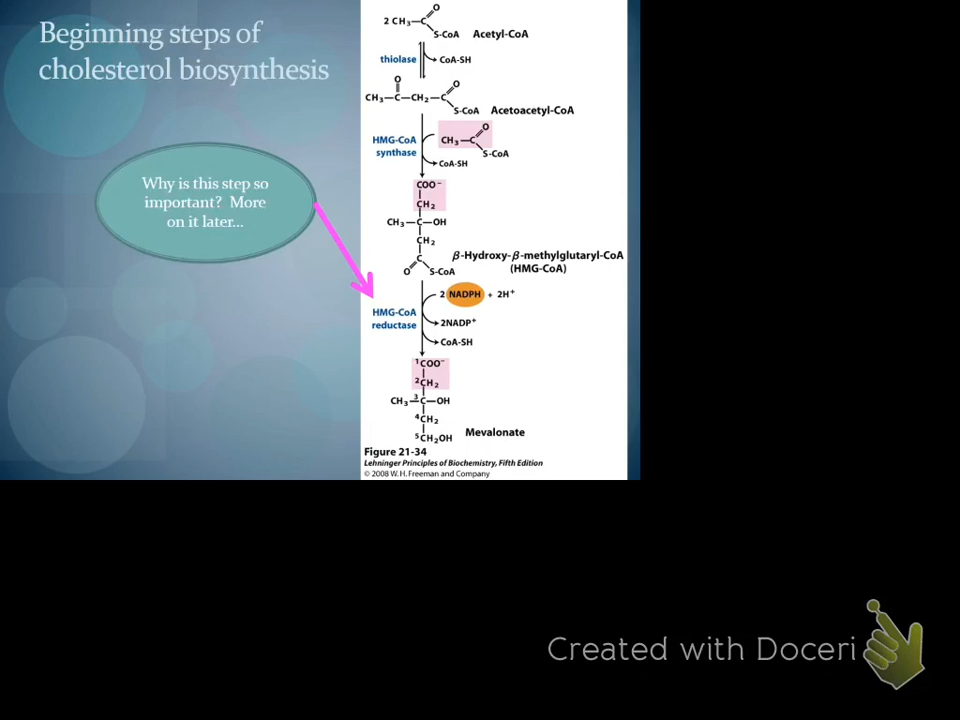 Beginning steps of
cholesterol biosynthesis
Why is this step so
important? More
on it later...
2 CH₃—C
O
S-CoA
Acetyl-CoA
thiolase
CoA-SH
O
O
CH₃—C—CH₂—C
S-CoA
Acetoacetyl-CoA
HMG-CoA
synthase
O
CH₃—C
S-CoA
CoA-SH
COO⁻
CH₂
CH₃—C—OH
CH₂
C
O
S-CoA
β-Hydroxy-β-methylglutaryl-CoA
(HMG-CoA)
2 NADPH + 2H⁺
HMG-CoA
reductase
2NADP⁺
CoA-SH
¹COO⁻
²CH₂
CH₃—³C—OH
⁴CH₂
⁵CH₂OH
Mevalonate
Figure 21-34
Lehninger Principles of Biochemistry, Fifth Edition
© 2008 W. H. Freeman and Company
Created with Doceri